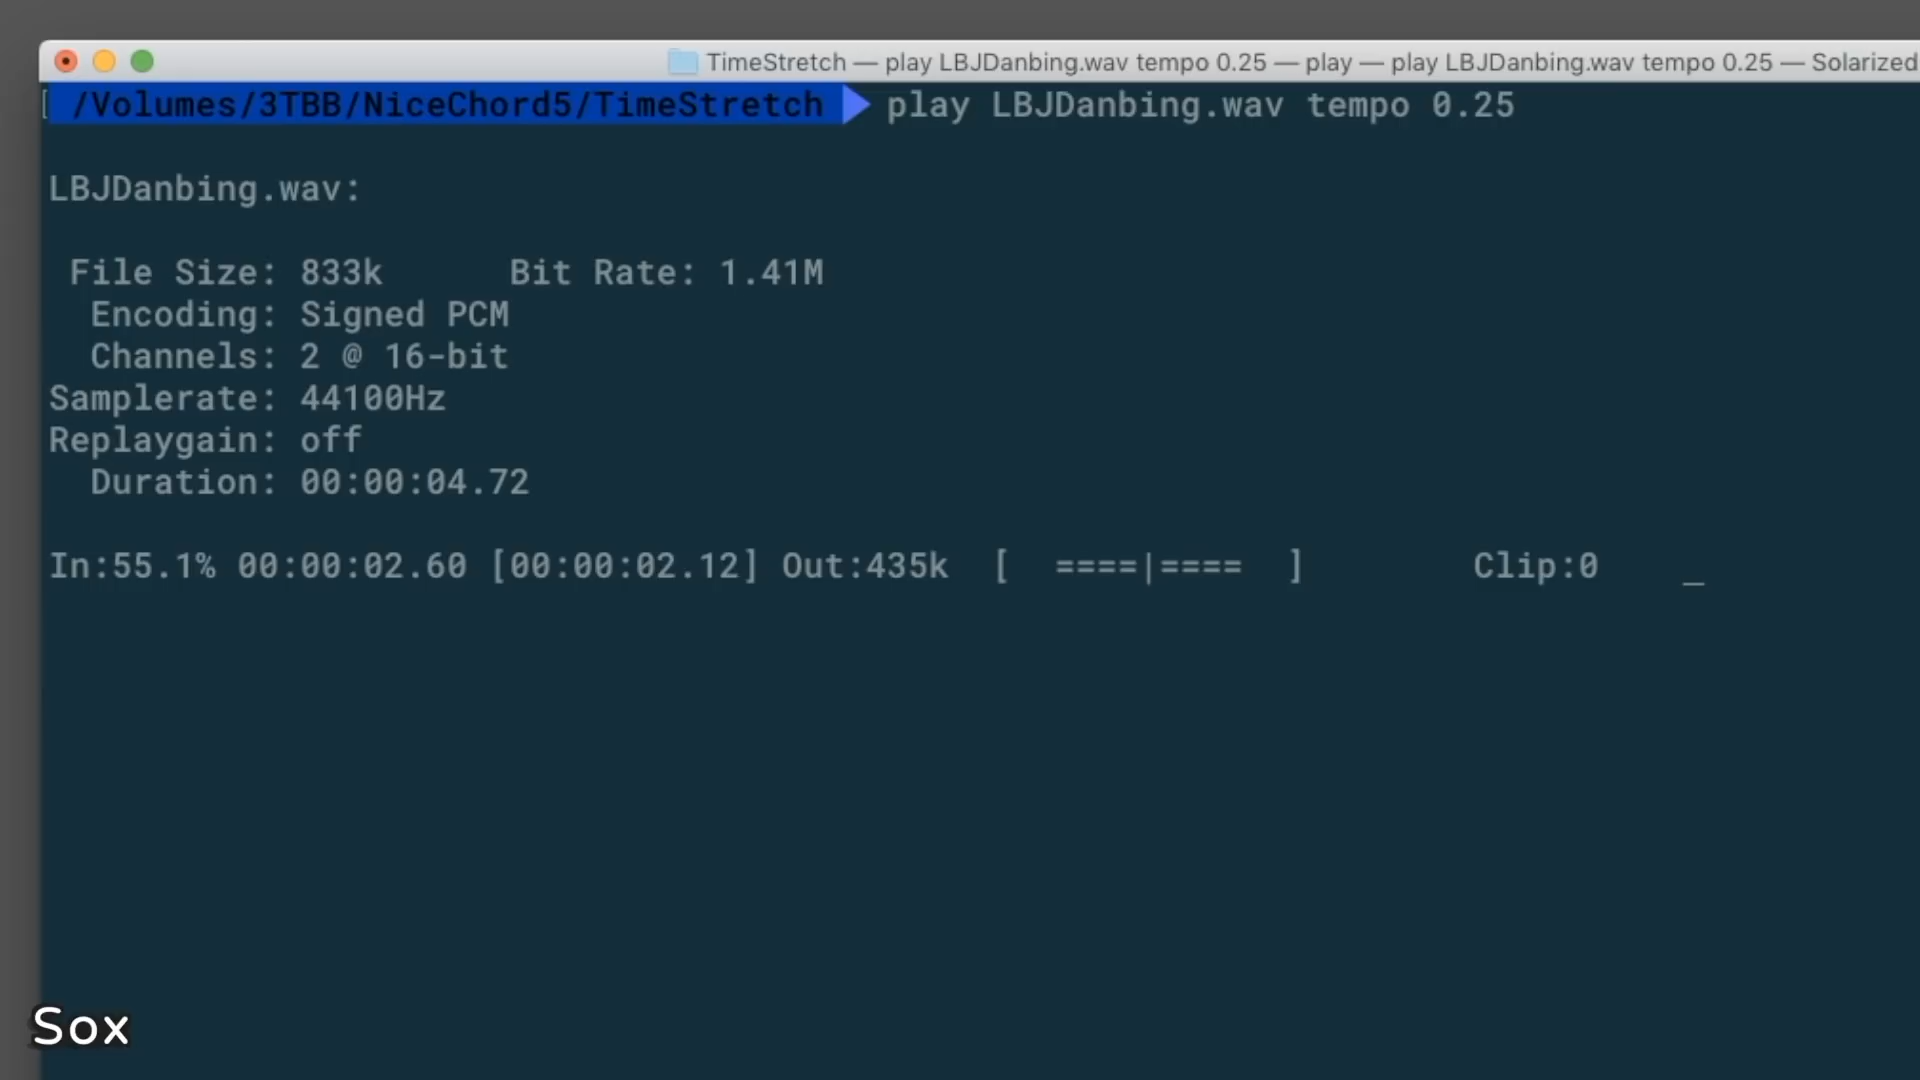 TimeStretch — play LBJDanbing.wav tempo 0.25 — play — play LBJDanbing.wav tempo 0.25 — Solarized
[ /Volumes/3TBB/NiceChord5/TimeStretch  play LBJDanbing.wav tempo 0.25
LBJDanbing.wav:
File Size: 833k Bit Rate: 1.41M
Encoding: Signed PCM
Channels: 2 @ 16-bit
Samplerate: 44100Hz
Replaygain: off
Duration: 00:00:04.72
In:55.1% 00:00:02.60 [00:00:02.12] Out:435k [ ====|==== ] Clip:0 _
Sox